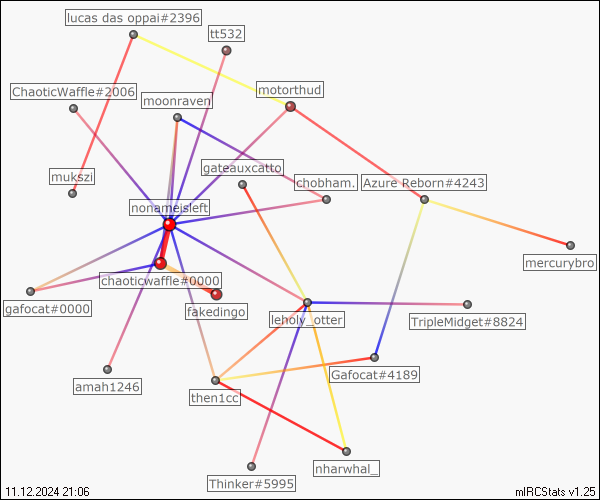 lucas das oppai#2396
tt532
ChaoticWaffle#2006
moonraven
motorthud
gateauxcatto
mukszi
chobham.
Azure Reborn#4243
nonameisleft
mercurybro
chaoticwaffle#0000
gafocat#0000
fakedingo
leholy_otter
TripleMidget#8824
Gafocat#4189
amah1246
then1cc
nharwhal_
Thinker#5995
11.12.2024 21:06
mIRCStats v1.25